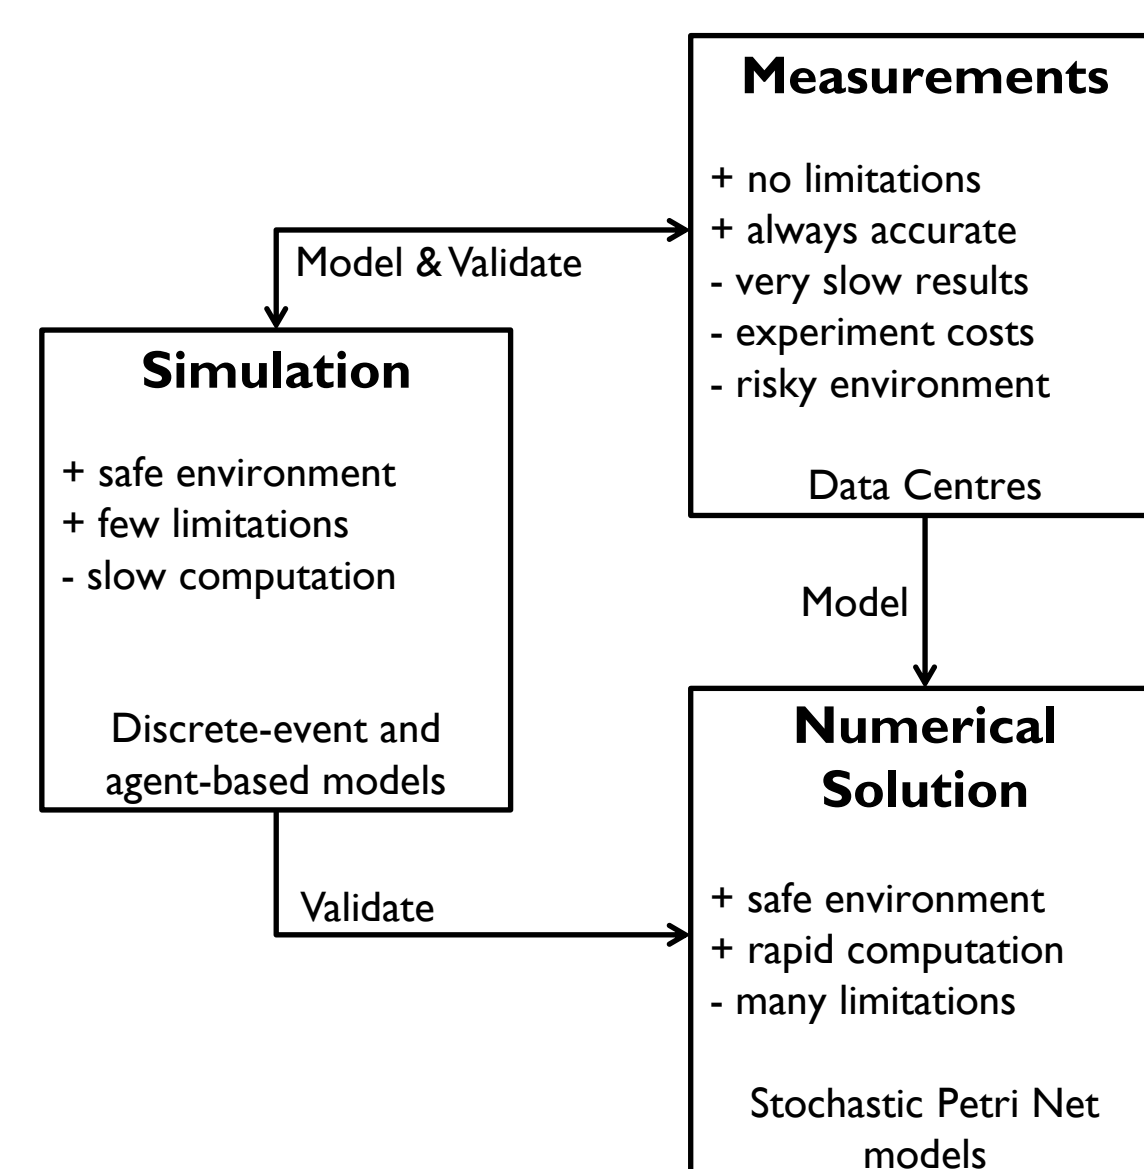 Measurements
+ no limitations
+ always accurate
- very slow results
- experiment costs
- risky environment
Data Centres
Model & Validate
Simulation
+ safe environment
+ few limitations
- slow computation
Discrete-event and
agent-based models
Model
Validate
Numerical
Solution
+ safe environment
+ rapid computation
- many limitations
Stochastic Petri Net
models